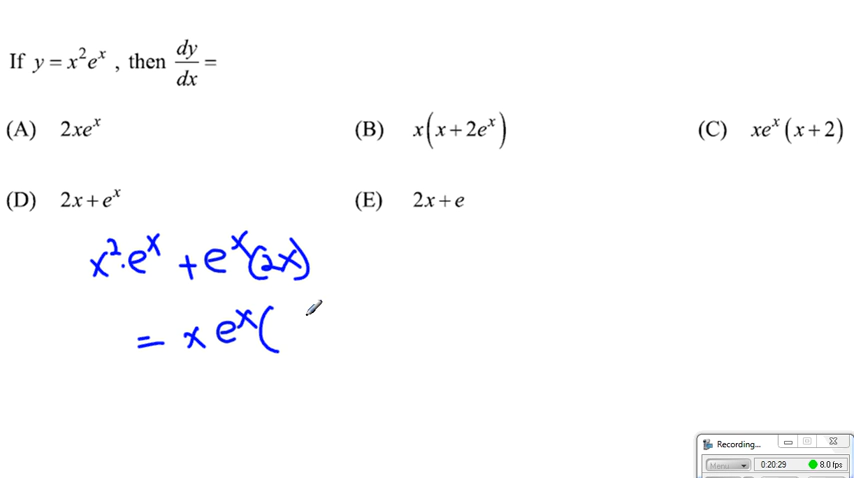 If y = x²eˣ , then dy/dx =
(A) 2xeˣ (B) x(x + 2eˣ) (C) xeˣ(x + 2)
(D) 2x + eˣ (E) 2x + e
x²·eˣ + eˣ(2x)
= x eˣ(
Recording...
Menu 0:20:29 8.0 fps